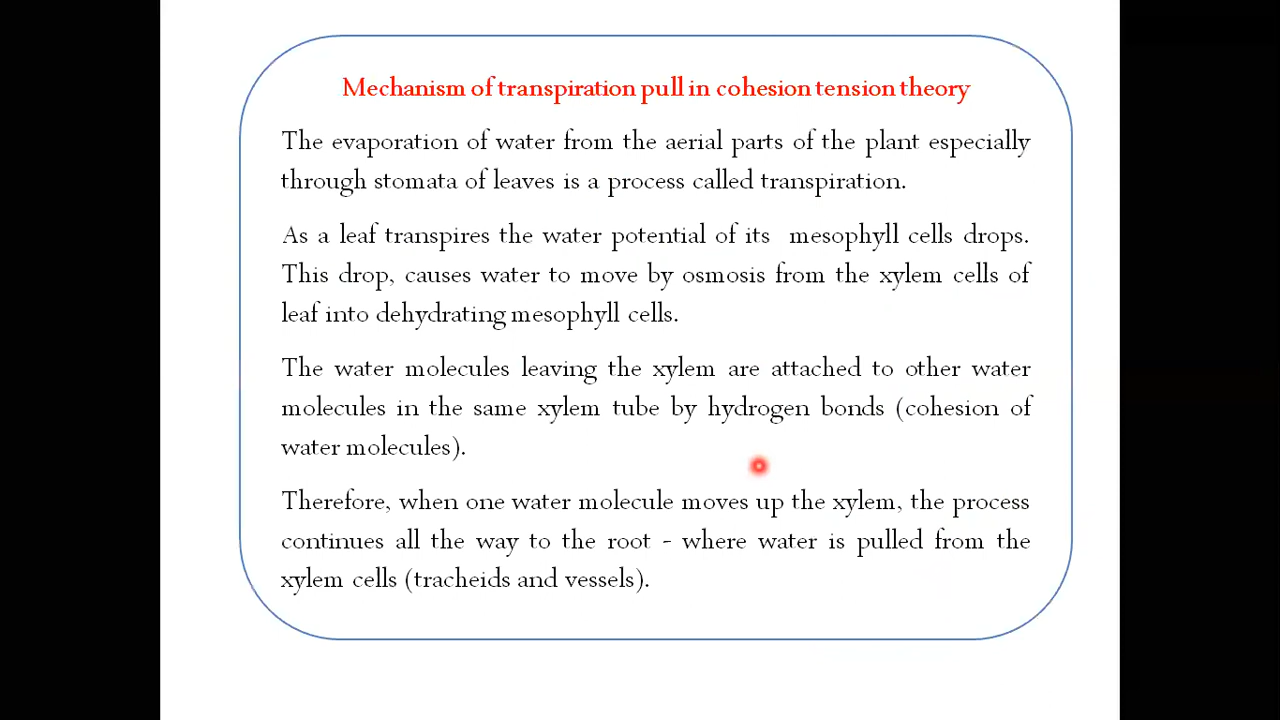 Mechanism of transpiration pull in cohesion tension theory
The evaporation of water from the aerial parts of the plant especially
through stomata of leaves is a process called transpiration.
As a leaf transpires the water potential of its mesophyll cells drops.
This drop, causes water to move by osmosis from the xylem cells of
leaf into dehydrating mesophyll cells.
The water molecules leaving the xylem are attached to other water
molecules in the same xylem tube by hydrogen bonds (cohesion of
water molecules).
Therefore, when one water molecule moves up the xylem, the process
continues all the way to the root - where water is pulled from the
xylem cells (tracheids and vessels).